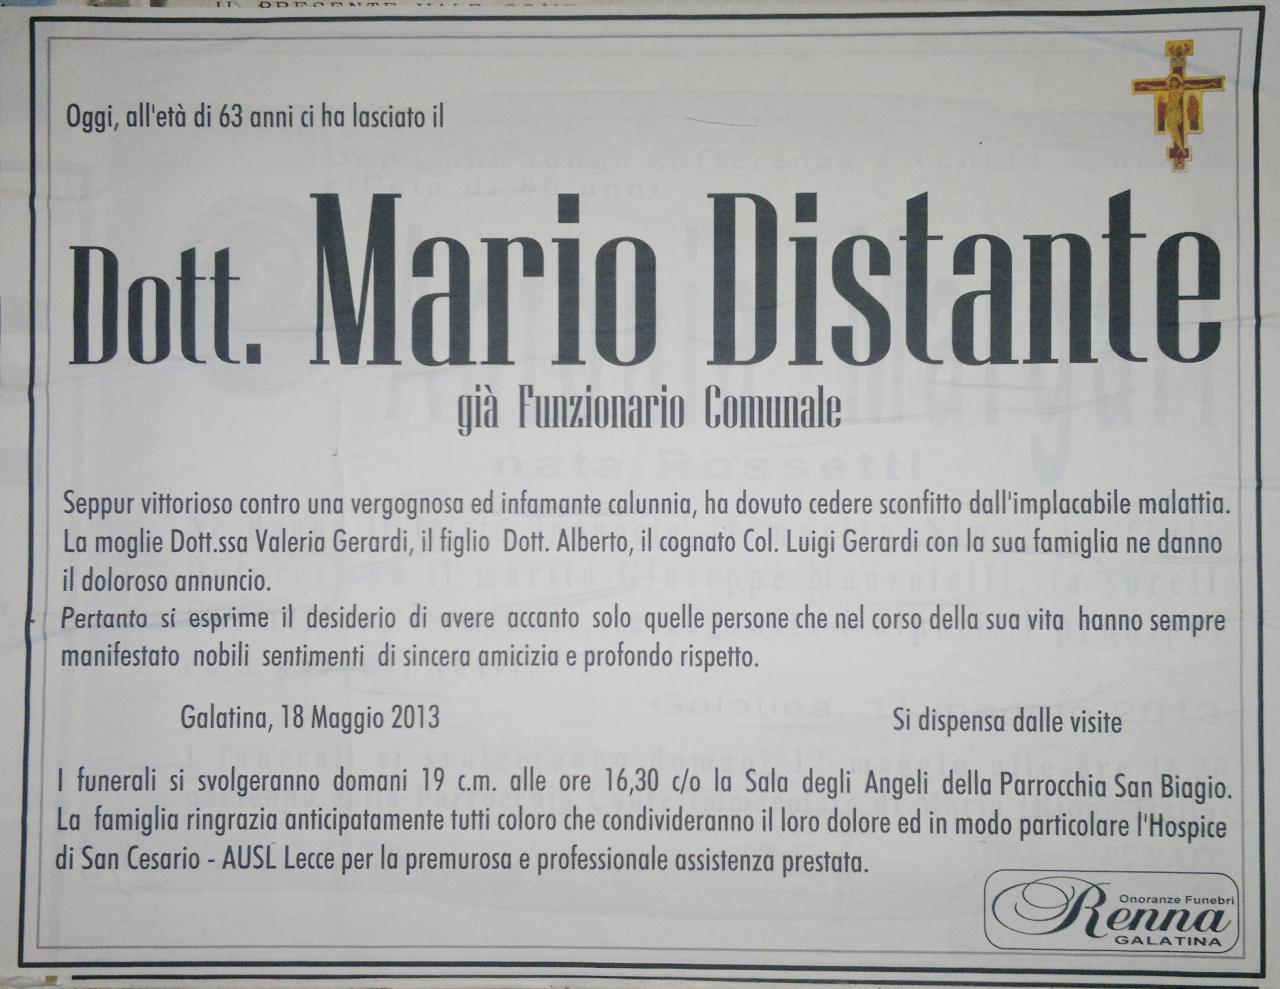 Oggi, all'età di 63 anni ci ha lasciato il
Dott. Mario Distante
già Funzionario Comunale
Seppur vittorioso contro una vergognosa ed infamante calunnia, ha dovuto cedere sconfitto dall'implacabile malattia.
La moglie Dott.ssa Valeria Gerardi, il figlio Dott. Alberto, il cognato Col. Luigi Gerardi con la sua famiglia ne danno
il doloroso annuncio.
Pertanto si esprime il desiderio di avere accanto solo quelle persone che nel corso della sua vita hanno sempre
manifestato nobili sentimenti di sincera amicizia e profondo rispetto.
Galatina, 18 Maggio 2013 Si dispensa dalle visite
I funerali si svolgeranno domani 19 c.m. alle ore 16,30 c/o la Sala degli Angeli della Parrocchia San Biagio.
La famiglia ringrazia anticipatamente tutti coloro che condivideranno il loro dolore ed in modo particolare l'Hospice
di San Cesario - AUSL Lecce per la premurosa e professionale assistenza prestata.
Onoranze Funebri
Renna
GALATINA